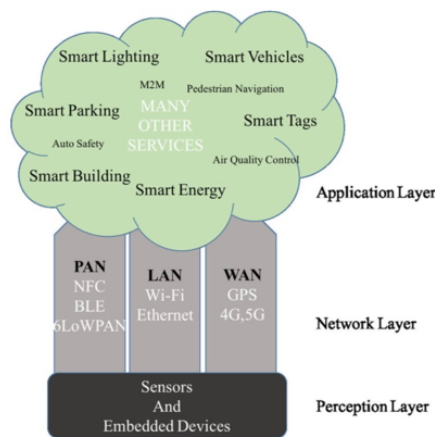 Smart Lighting
Smart Vehicles
M2M
Pedestrian Navigation
MANY
OTHER
SERVICES
Smart Parking
Smart Tags
Auto Safety
Air Quality Control
Smart Building
Smart Energy
Application Layer
PAN
NFC
BLE
6LoWPAN
LAN
Wi-Fi
Ethernet
WAN
GPS
4G,5G
Network Layer
Sensors
And
Embedded Devices
Perception Layer